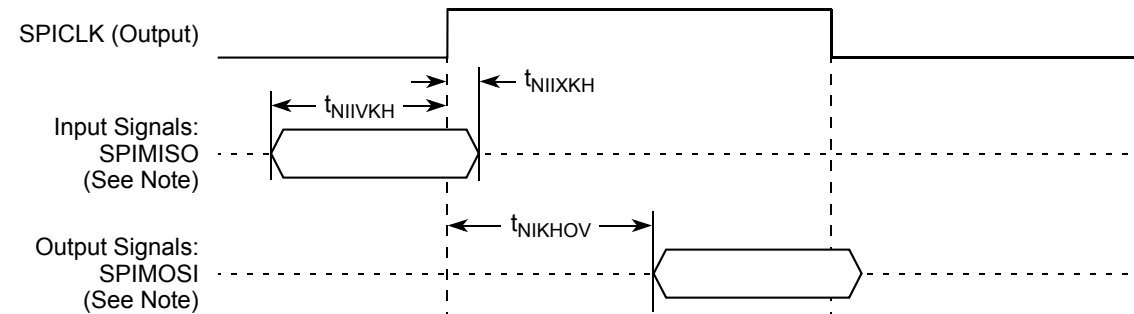 SPICLK (Output)
tNIIXKH
tNIIVKH
Input Signals:
SPIMISO
(See Note)
tNIKHOV
Output Signals:
SPIMOSI
(See Note)